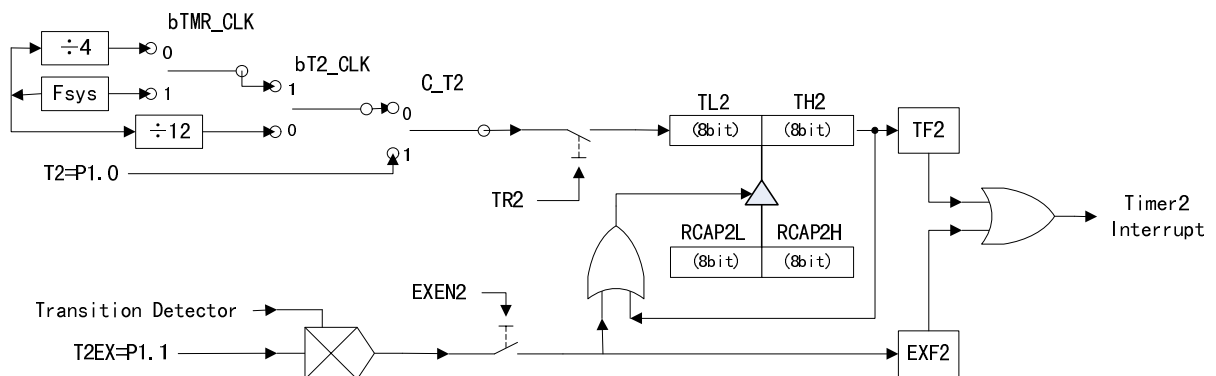 bTMR_CLK
÷4
0
bT2_CLK
Fsys
1
1
C_T2
0
÷12
0
1
T2=P1.0
TR2
TL2
TH2
(8bit)
(8bit)
TF2
RCAP2L
RCAP2H
(8bit)
(8bit)
Timer2
Interrupt
EXEN2
Transition Detector
T2EX=P1.1
EXF2